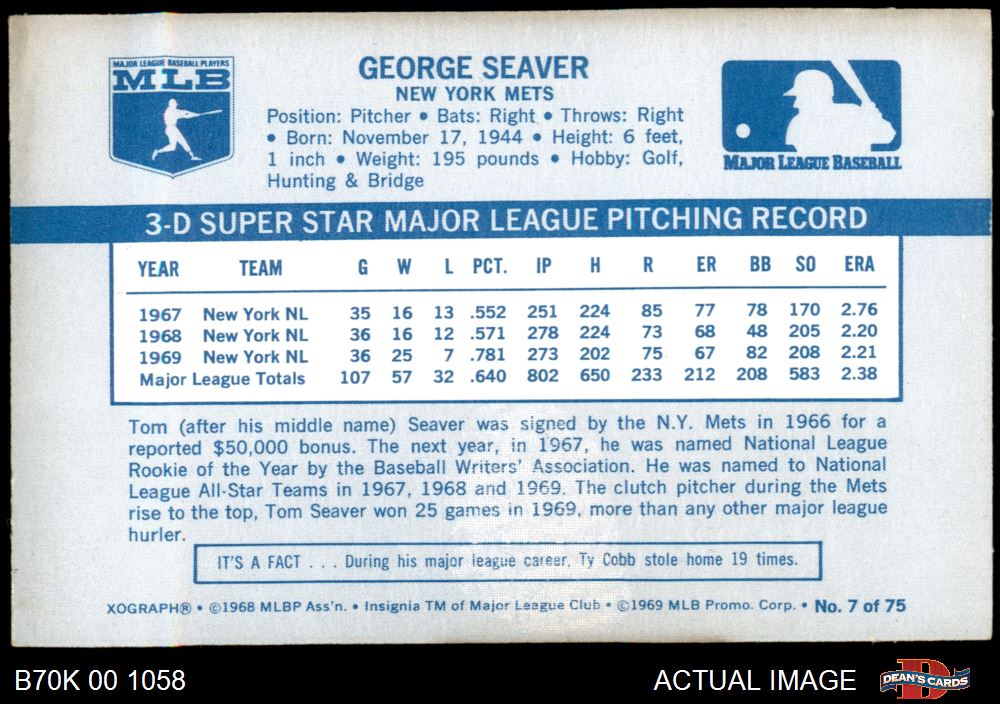 MAJOR LEAGUE BASEBALL PLAYERS
MLB
GEORGE SEAVER
NEW YORK METS
Position: Pitcher • Bats: Right • Throws: Right
• Born: November 17, 1944 • Height: 6 feet,
1 inch • Weight: 195 pounds • Hobby: Golf,
Hunting & Bridge
MAJOR LEAGUE BASEBALL
3-D SUPER STAR MAJOR LEAGUE PITCHING RECORD
YEAR TEAM G W L PCT. IP H R ER BB SO ERA
1967 New York NL 35 16 13 .552 251 224 85 77 78 170 2.76
1968 New York NL 36 16 12 .571 278 224 73 68 48 205 2.20
1969 New York NL 36 25 7 .781 273 202 75 67 82 208 2.21
Major League Totals 107 57 32 .640 802 650 233 212 208 583 2.38
Tom (after his middle name) Seaver was signed by the N.Y. Mets in 1966 for a
reported $50,000 bonus. The next year, in 1967, he was named National League
Rookie of the Year by the Baseball Writers' Association. He was named to National
League All-Star Teams in 1967, 1968 and 1969. The clutch pitcher during the Mets
rise to the top, Tom Seaver won 25 games in 1969, more than any other major league
hurler.
IT'S A FACT . . . During his major league career, Ty Cobb stole home 19 times.
XOGRAPH® • ©1968 MLBP Ass'n. • Insignia TM of Major League Club • ©1969 MLB Promo. Corp. • No. 7 of 75
B70K 00 1058
ACTUAL IMAGE
D
DEAN'S CARDS